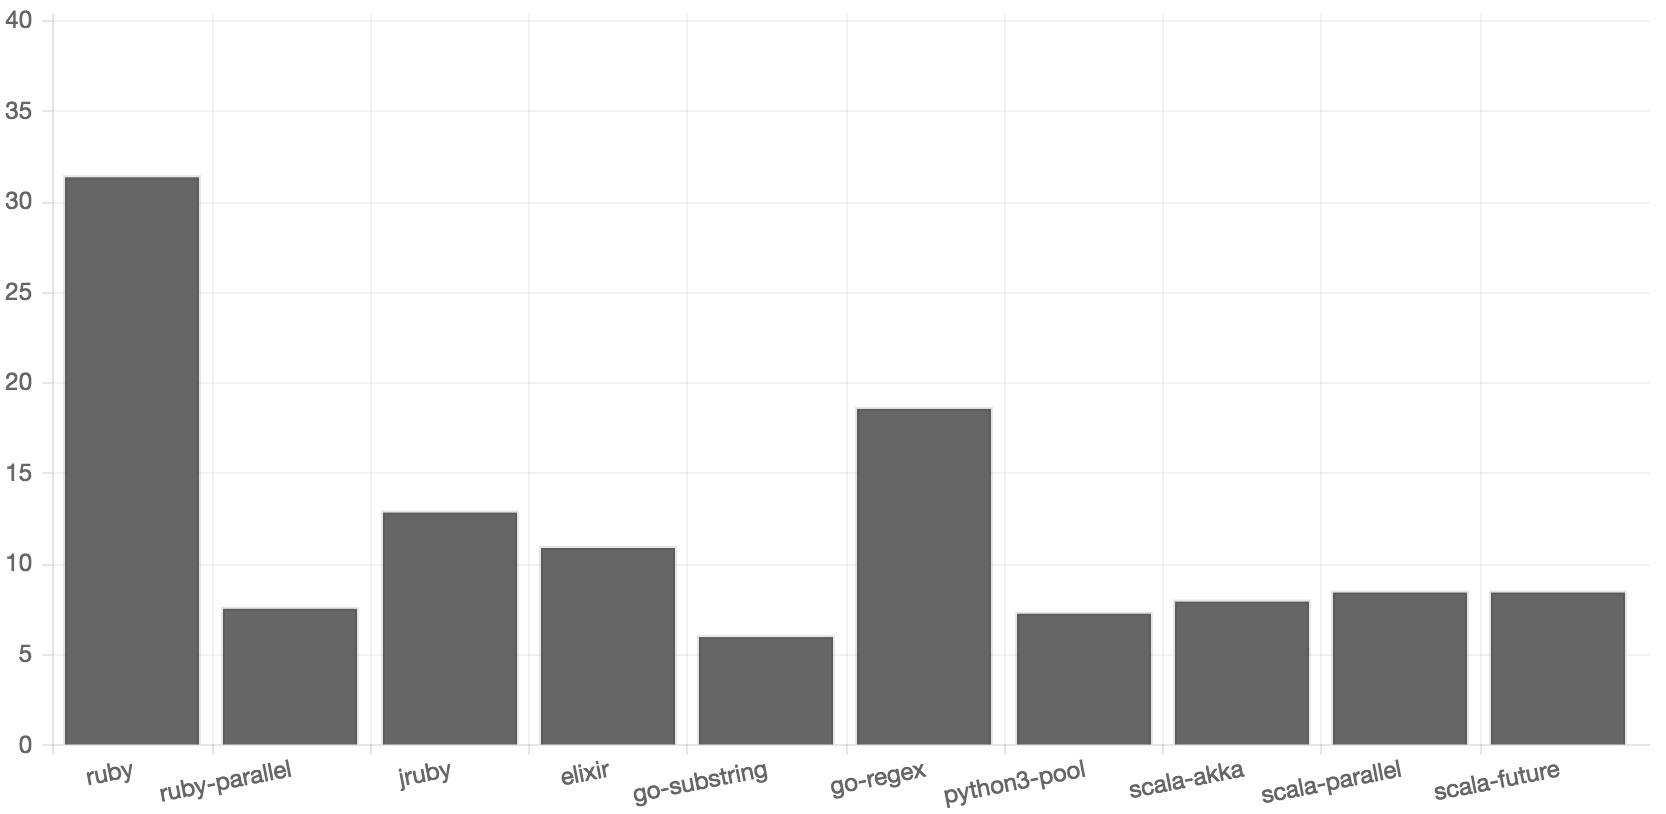 40
35
30
25
20
15
10
5
0
ruby
ruby-parallel
jruby
elixir
go-substring
go-regex
python3-pool
scala-akka
scala-parallel
scala-future